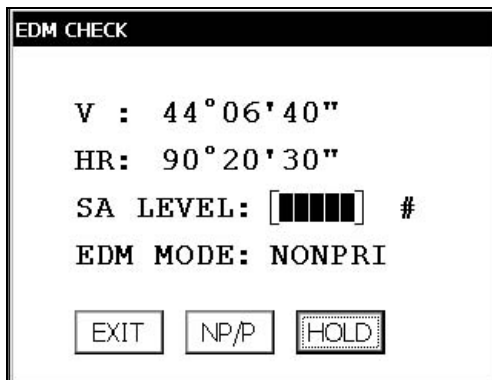 EDM CHECK
V : 44°06'40"
HR: 90°20'30"
SA LEVEL: [█████] #
EDM MODE: NONPRI
EXIT NP/P HOLD